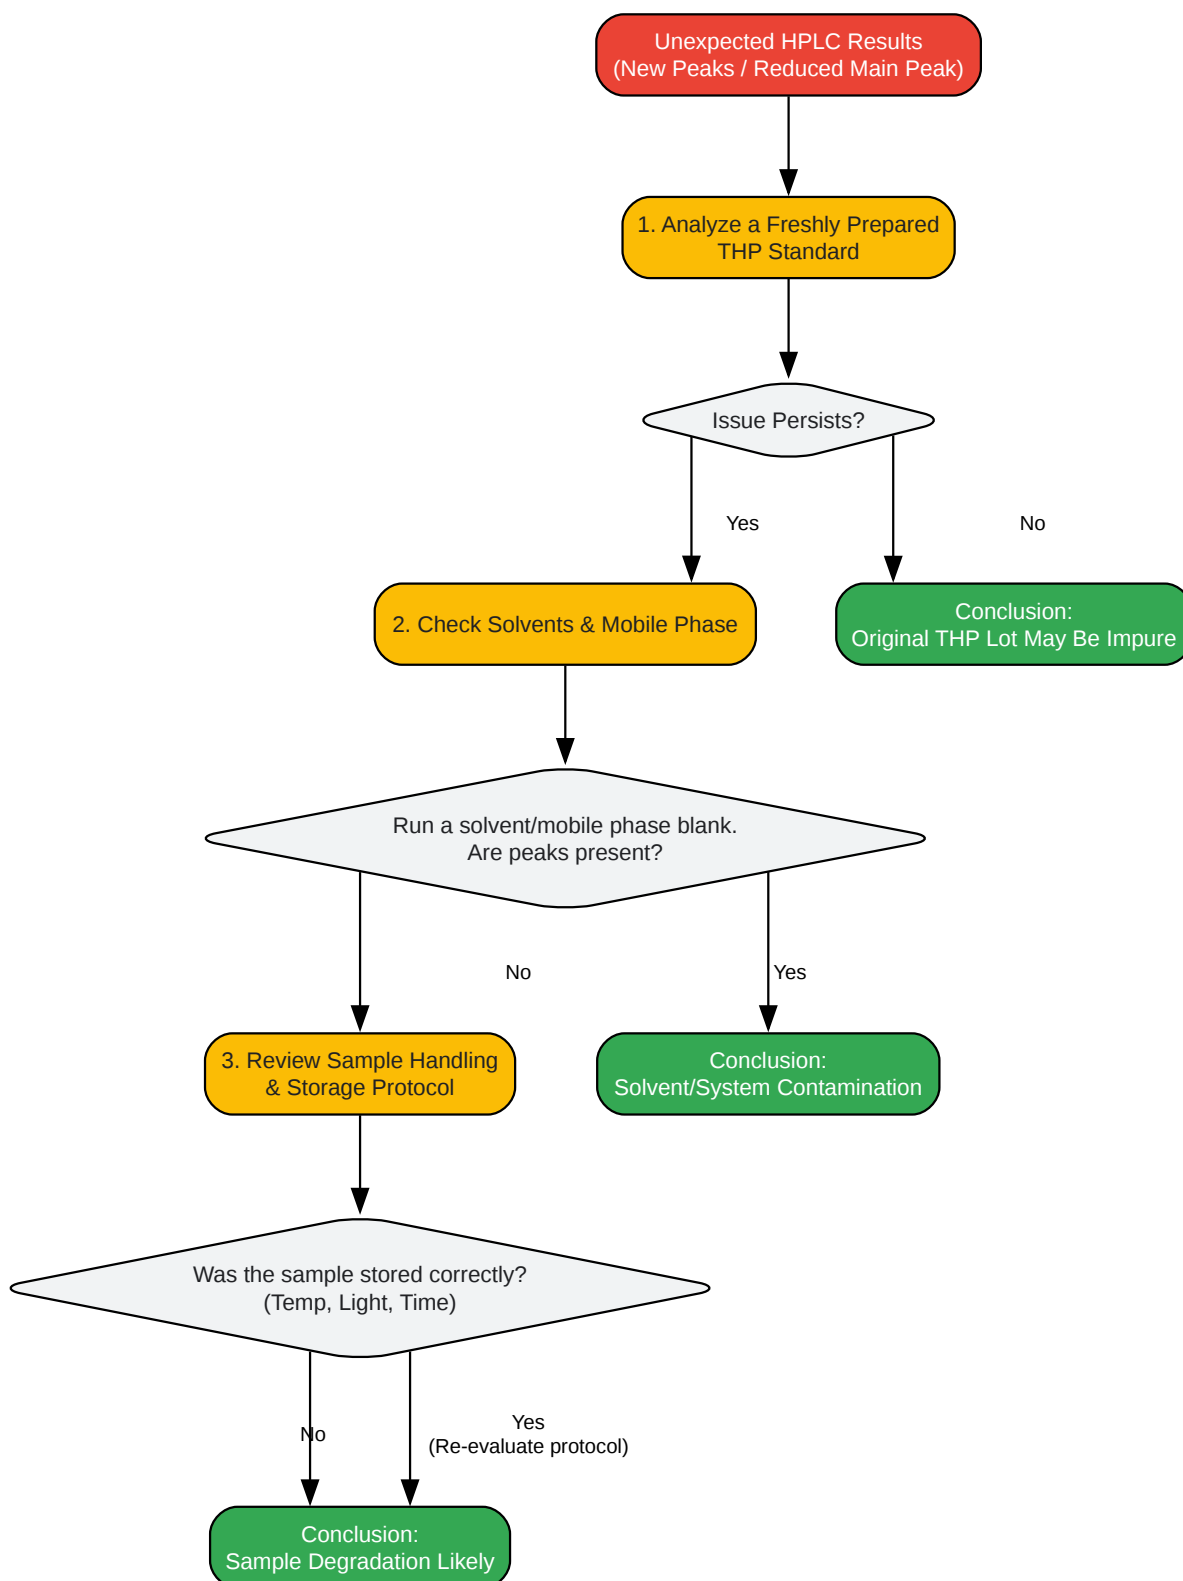 Unexpected HPLC Results
(New Peaks / Reduced Main Peak)
1. Analyze a Freshly Prepared
THP Standard
Issue Persists?
Yes
No
2. Check Solvents & Mobile Phase
Conclusion:
Original THP Lot May Be Impure
Run a solvent/mobile phase blank.
Are peaks present?
No
Yes
3. Review Sample Handling
& Storage Protocol
Conclusion:
Solvent/System Contamination
Was the sample stored correctly?
(Temp, Light, Time)
No
Yes
(Re-evaluate protocol)
Conclusion:
Sample Degradation Likely